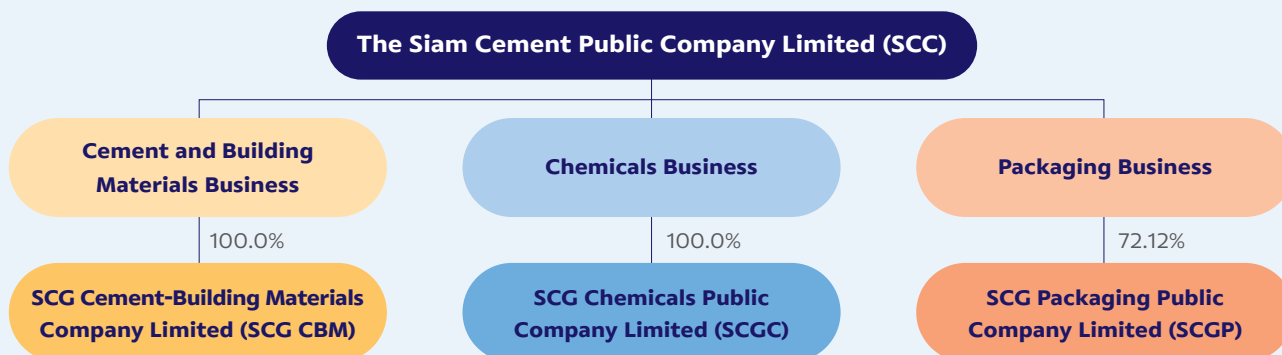 The Siam Cement Public Company Limited (SCC)
Cement and Building
Materials Business
Chemicals Business
Packaging Business
100.0%
100.0%
72.12%
SCG Cement-Building Materials
Company Limited (SCG CBM)
SCG Chemicals Public
Company Limited (SCGC)
SCG Packaging Public
Company Limited (SCGP)